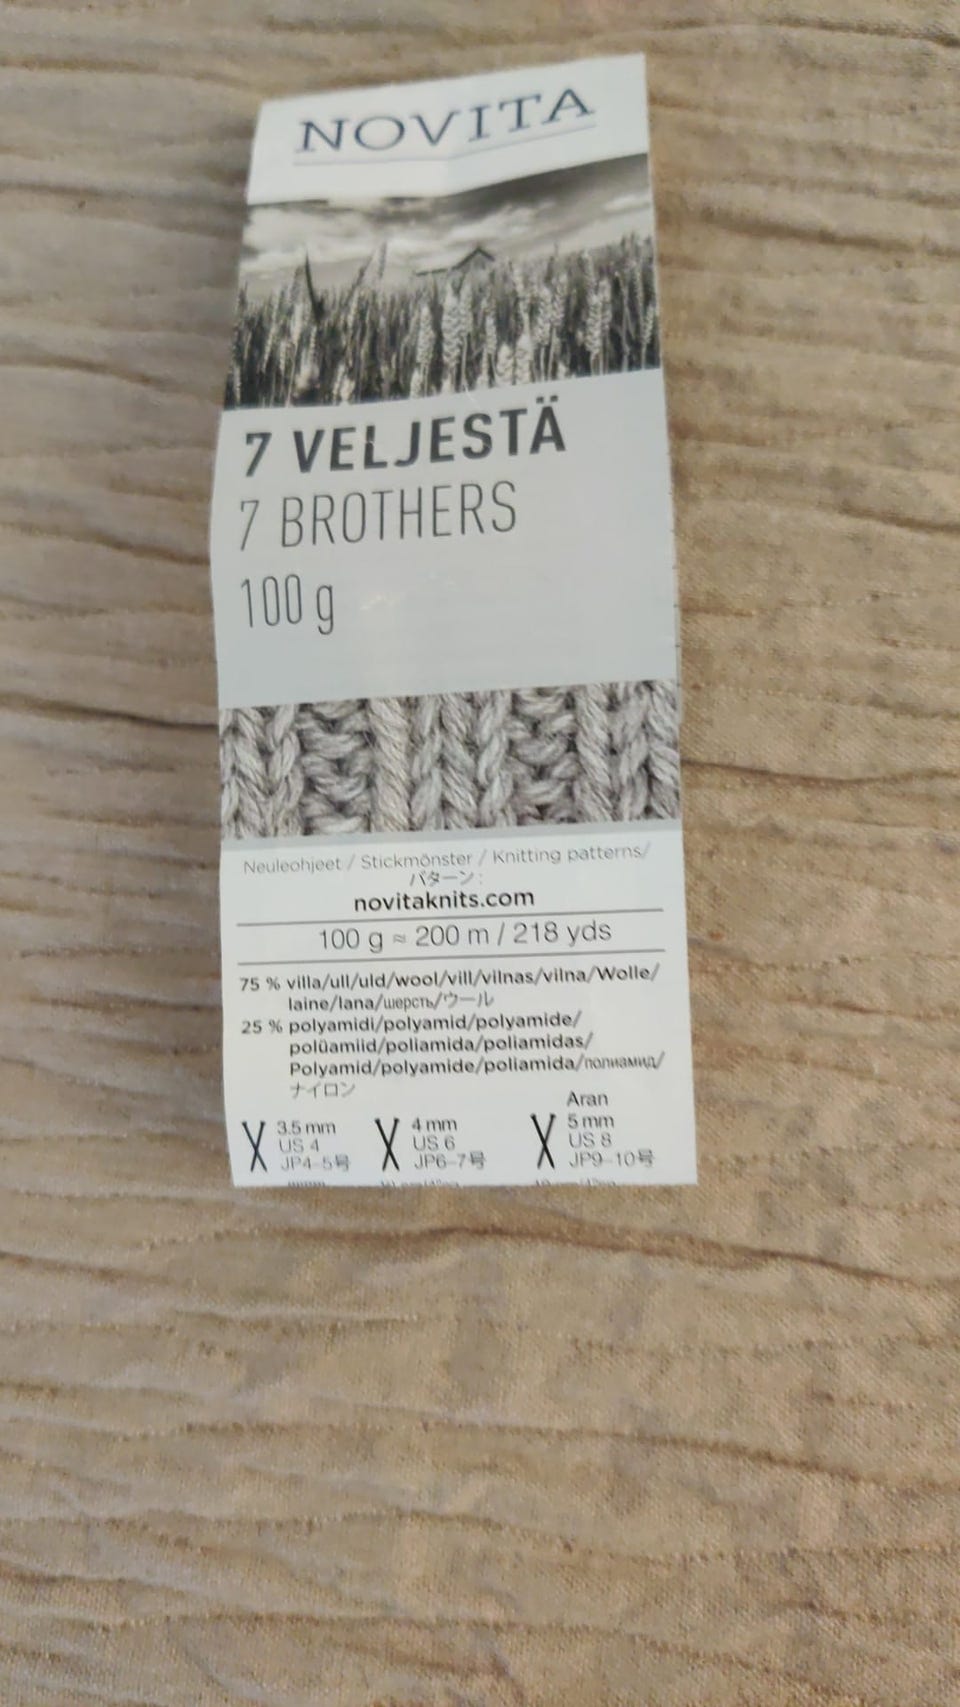 NOVITA
7 VELJESTÄ
7 BROTHERS
100 g
Neuleohjeet / Stickmönster / Knitting patterns/
パターン:
novitaknits.com
100 g ≈ 200 m / 218 yds
75 % villa/ull/uld/wool/vill/vilnas/vilna/Wolle/
laine/lana/шерсть/ウール
25 % polyamidi/polyamid/polyamide/
polüamiid/poliamida/poliamidas/
Polyamid/polyamide/poliamida/полиамид/
ナイロン
Aran
3.5 mm 4 mm 5 mm
US 4 US 6 US 8
JP4-5号 JP6-7号 JP9-10号